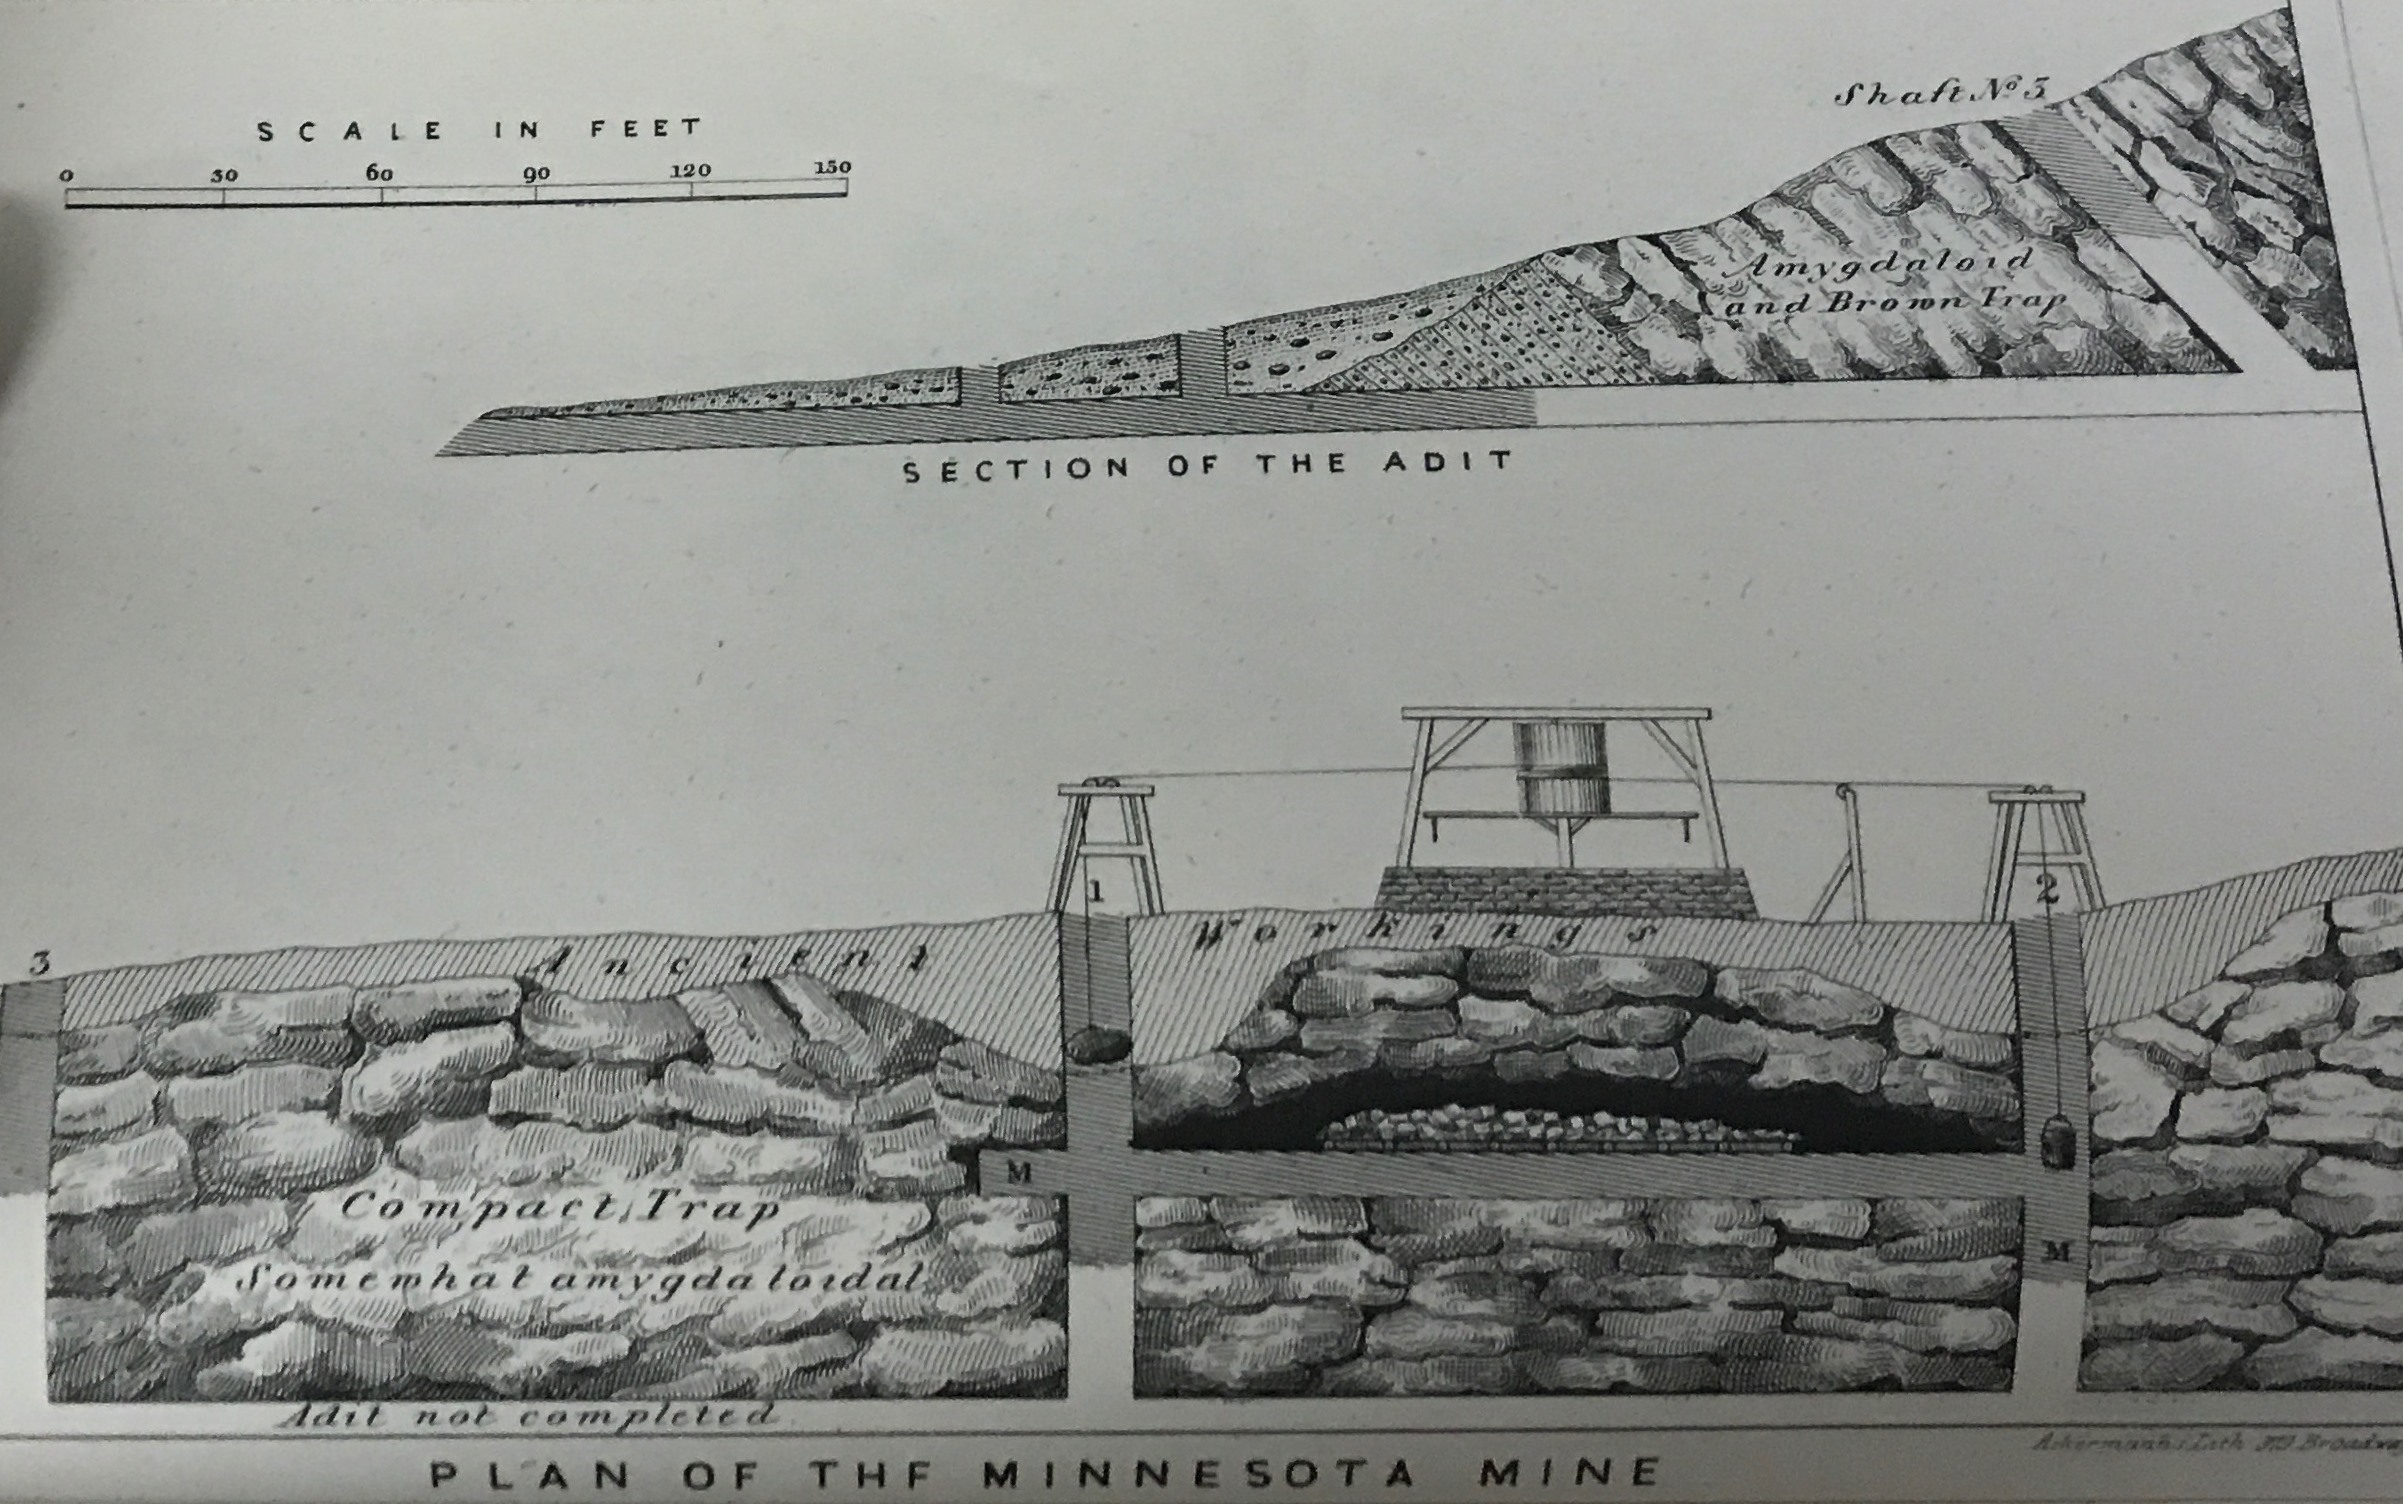 SCALE IN FEET
0 30 60 90 120 150
Shaft No 3
Amygdaloid
and Brown Trap
SECTION OF THE ADIT
1
2
3
Ancient Workings
M
M
Compact Trap
Somewhat amygdaloidal
Adit not completed
Ackerman's Lith Broadway
PLAN OF THE MINNESOTA MINE